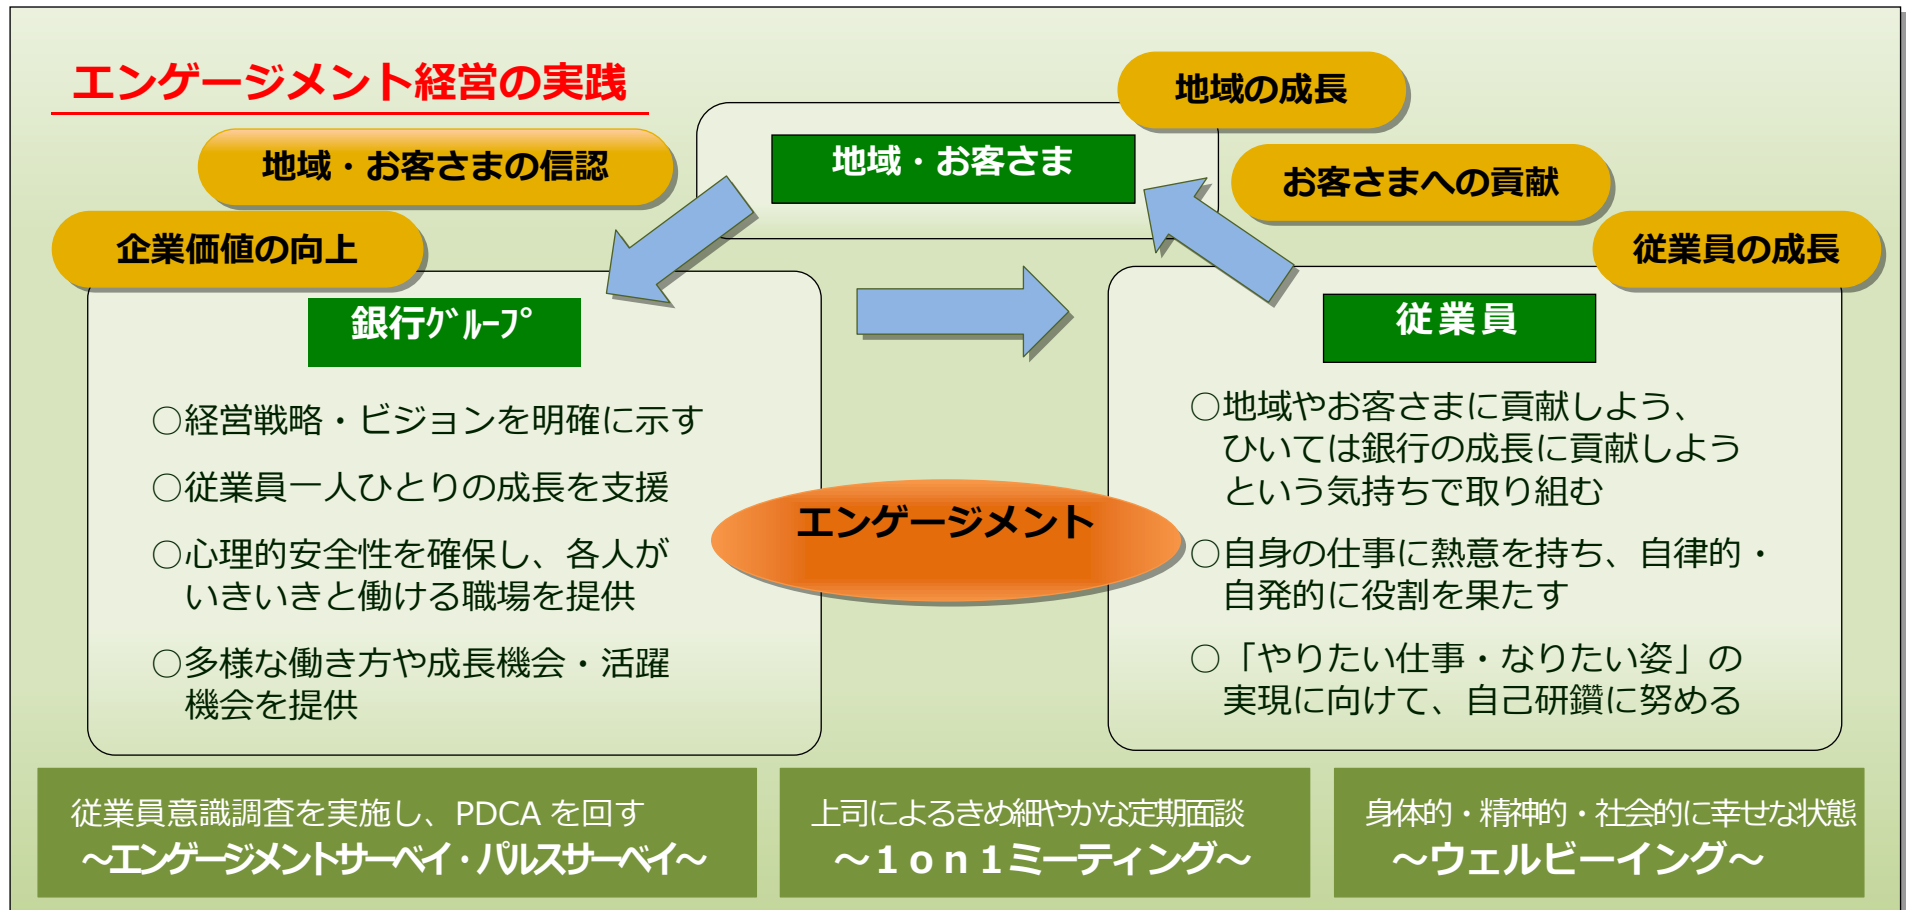 エンゲージメント経営の実践
地域の成長
地域・お客さまの信認
地域・お客さま
お客さまへの貢献
企業価値の向上
従業員の成長
銀行ｸﾞﾙｰﾌﾟ
従業員
○経営戦略・ビジョンを明確に示す
○従業員一人ひとりの成長を支援
○心理的安全性を確保し、各人が
いきいきと働ける職場を提供
○多様な働き方や成長機会・活躍
機会を提供
エンゲージメント
○地域やお客さまに貢献しよう、
ひいては銀行の成長に貢献しよう
という気持ちで取り組む
○自身の仕事に熱意を持ち、自律的・
自発的に役割を果たす
○「やりたい仕事・なりたい姿」の
実現に向けて、自己研鑽に努める
従業員意識調査を実施し、PDCA を回す
～エンゲージメントサーベイ・パルスサーベイ～
上司によるきめ細やかな定期面談
～１ｏｎ１ミーティング～
身体的・精神的・社会的に幸せな状態
～ウェルビーイング～